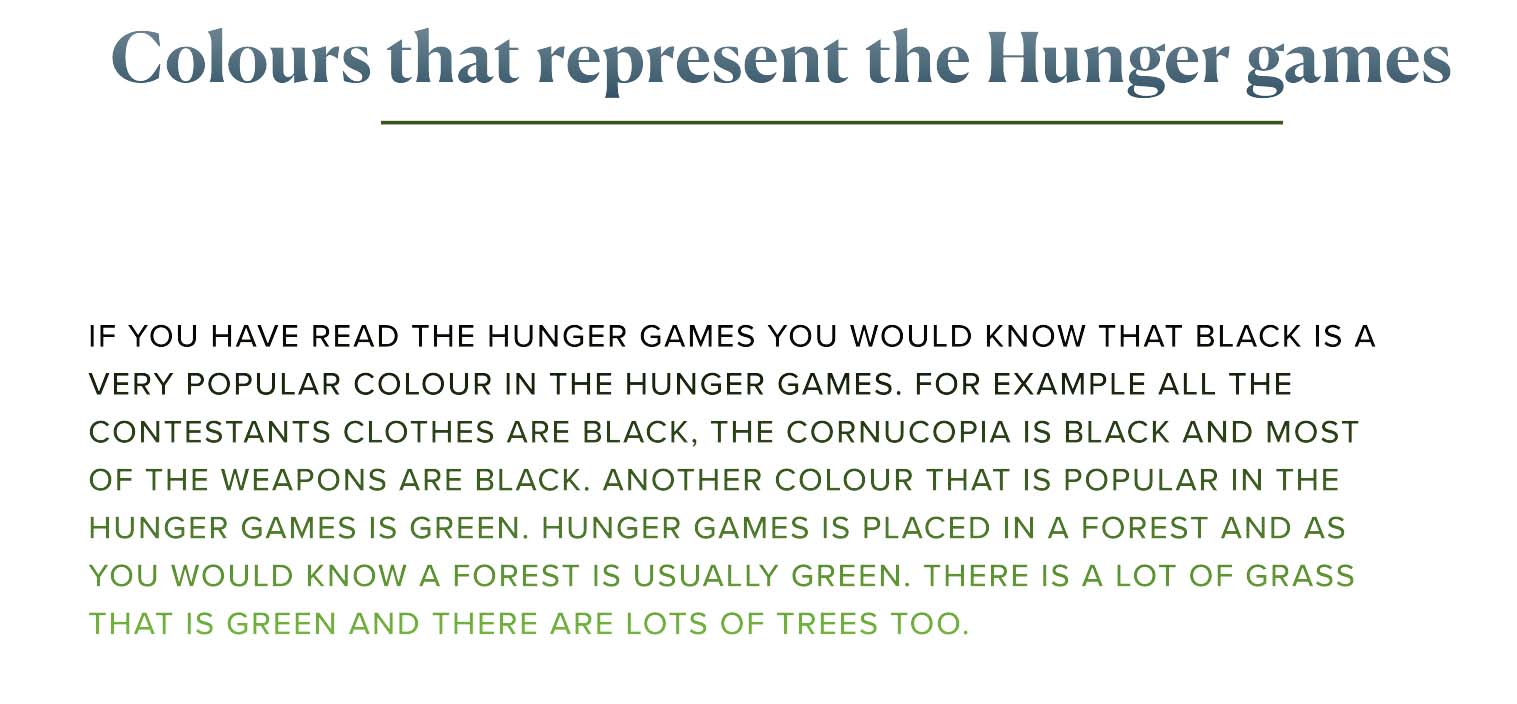 Colours that represent the Hunger games
IF YOU HAVE READ THE HUNGER GAMES YOU WOULD KNOW THAT BLACK IS A
VERY POPULAR COLOUR IN THE HUNGER GAMES. FOR EXAMPLE ALL THE
CONTESTANTS CLOTHES ARE BLACK, THE CORNUCOPIA IS BLACK AND MOST
OF THE WEAPONS ARE BLACK. ANOTHER COLOUR THAT IS POPULAR IN THE
HUNGER GAMES IS GREEN. HUNGER GAMES IS PLACED IN A FOREST AND AS
YOU WOULD KNOW A FOREST IS USUALLY GREEN. THERE IS A LOT OF GRASS
THAT IS GREEN AND THERE ARE LOTS OF TREES TOO.